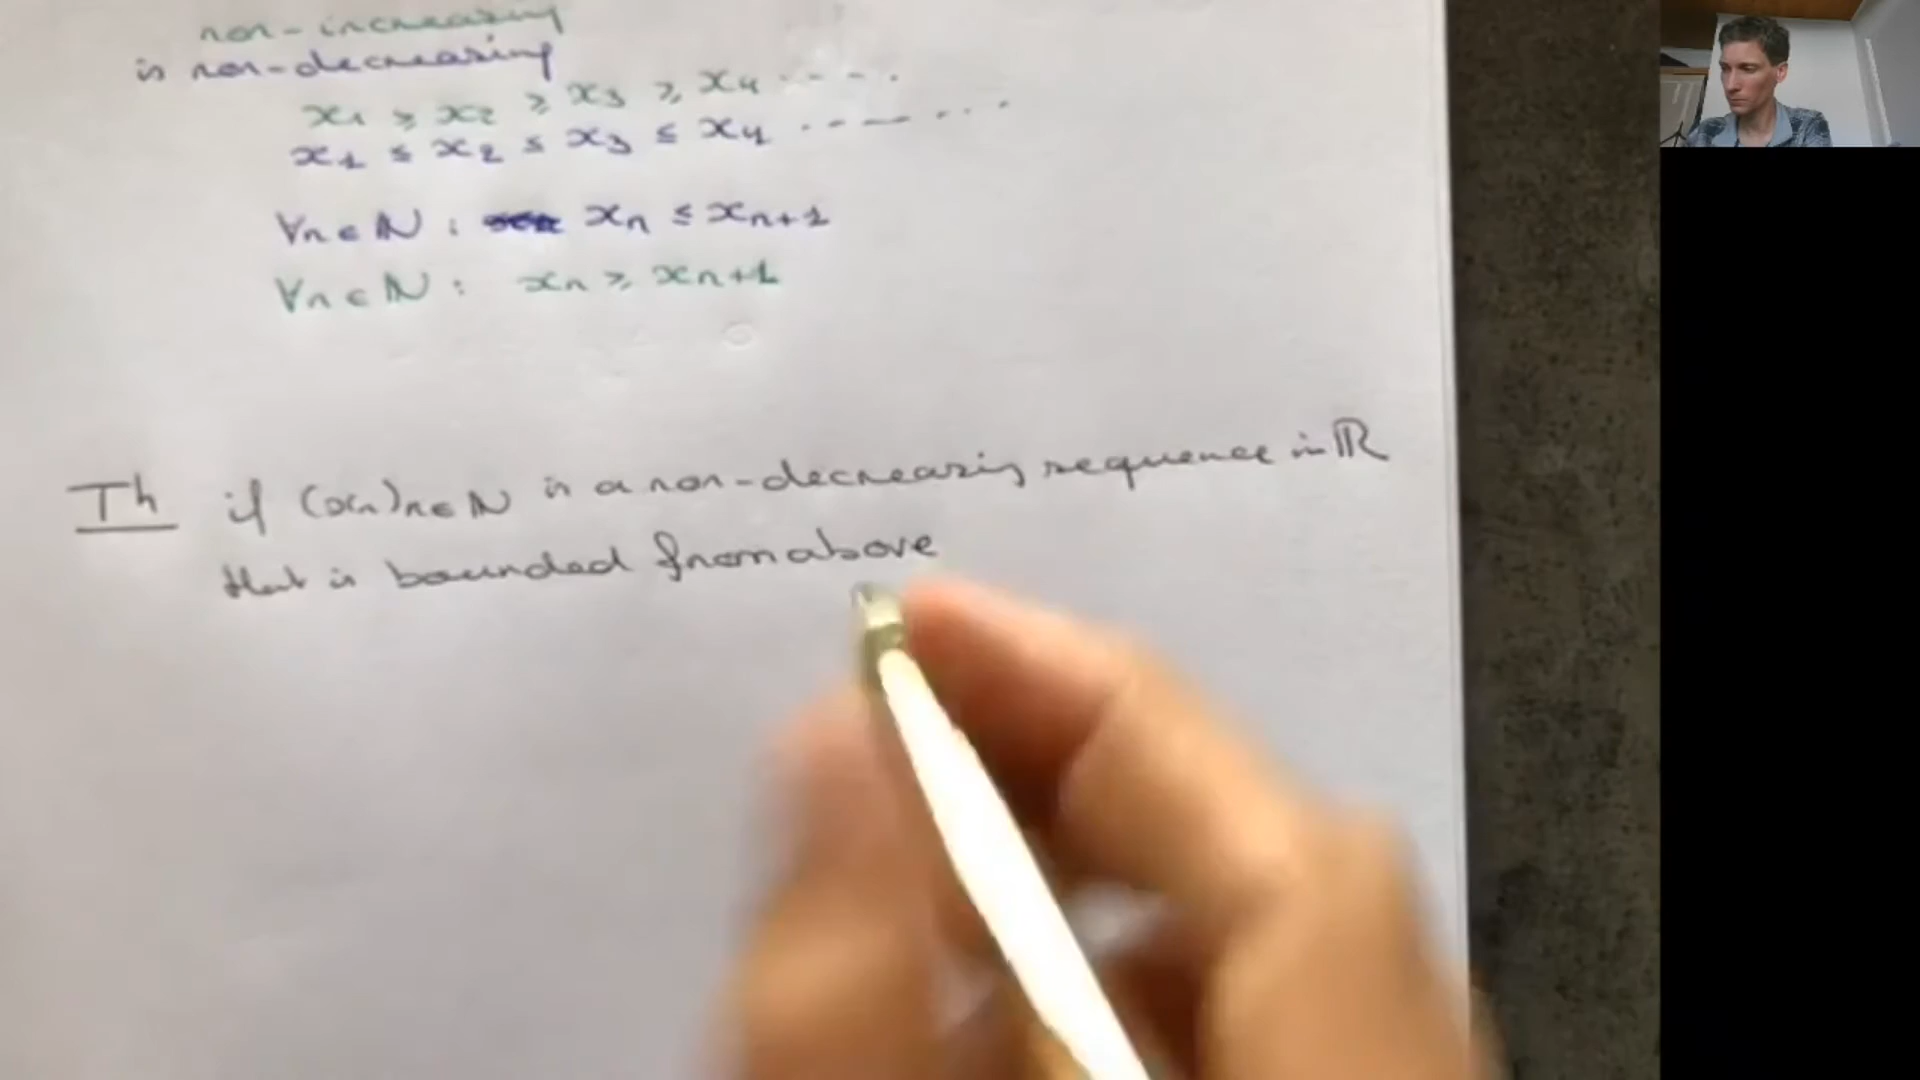 non-increasing
is non-decreasing
x₁ ≥ x₂ ≥ x₃ ≥ x₄ ----.
x₁ ≤ x₂ ≤ x₃ ≤ x₄ ·----...
∀n∈ℕ: xₙ ≤ xₙ₊₁
∀n∈ℕ: xₙ ≥ xₙ₊₁
Th if (xₙ)ₙ∈ℕ is a non-decreasing sequence in ℝ
that is bounded from above